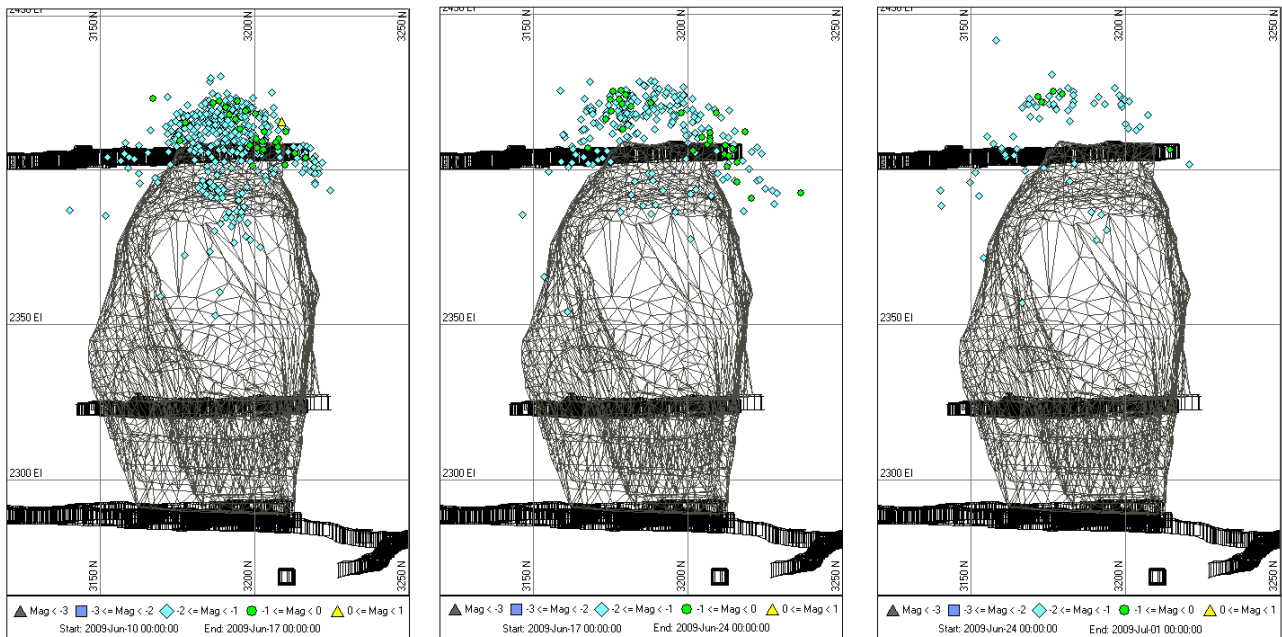 2450 El
3150 N
3200 N
3250 N
2350 El
2300 El
3150 N
3200 N
3250 N
Mag < -3 -3 <= Mag < -2 -2 <= Mag < -1 -1 <= Mag < 0 0 <= Mag < 1
Start: 2009-Jun-10 00:00:00 End: 2009-Jun-17 00:00:00
2450 El
3150 N
3200 N
3250 N
2350 El
2300 El
3150 N
3200 N
3250 N
Mag < -3 -3 <= Mag < -2 -2 <= Mag < -1 -1 <= Mag < 0 0 <= Mag < 1
Start: 2009-Jun-17 00:00:00 End: 2009-Jun-24 00:00:00
2450 El
3150 N
3200 N
3250 N
2350 El
2300 El
3150 N
3200 N
3250 N
Mag < -3 -3 <= Mag < -2 -2 <= Mag < -1 -1 <= Mag < 0 0 <= Mag < 1
Start: 2009-Jun-24 00:00:00 End: 2009-Jul-01 00:00:00